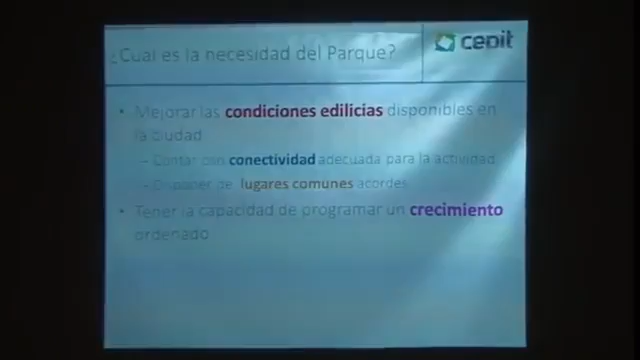 ¿Cual es la necesidad del Parque?
cepit
• Mejorar las condiciones edilicias disponibles en
la ciudad
– Contar con conectividad adecuada para la actividad
– Disponer de lugares comunes acordes
• Tener la capacidad de programar un crecimiento
ordenado